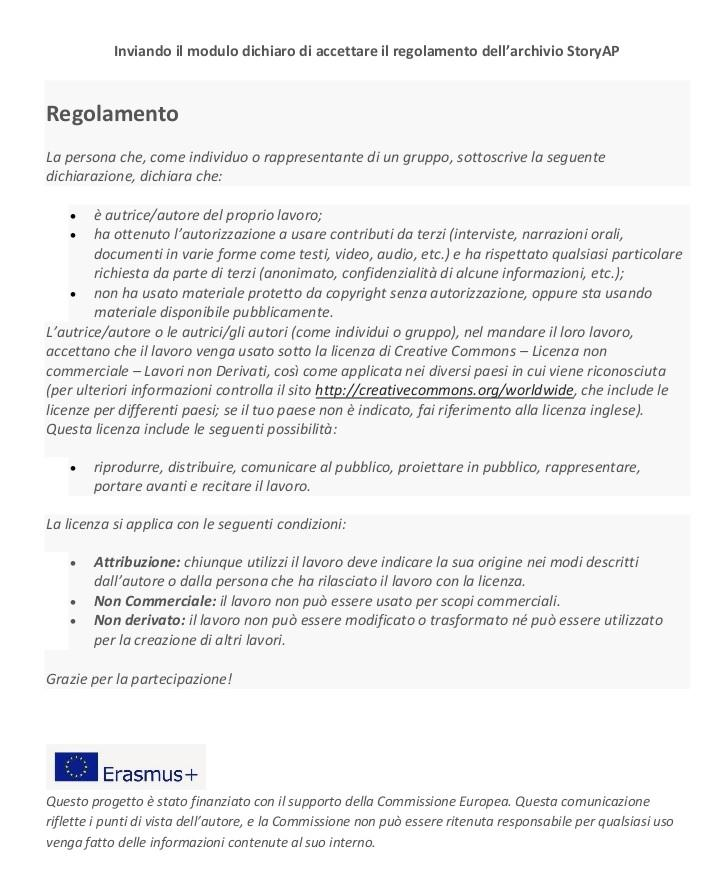 Inviando il modulo dichiaro di accettare il regolamento dell’archivio StoryAP
Regolamento
La persona che, come individuo o rappresentante di un gruppo, sottoscrive la seguente
dichiarazione, dichiara che:
• è autrice/autore del proprio lavoro;
• ha ottenuto l’autorizzazione a usare contributi da terzi (interviste, narrazioni orali,
documenti in varie forme come testi, video, audio, etc.) e ha rispettato qualsiasi particolare
richiesta da parte di terzi (anonimato, confidenzialità di alcune informazioni, etc.);
• non ha usato materiale protetto da copyright senza autorizzazione, oppure sta usando
materiale disponibile pubblicamente.
L’autrice/autore o le autrici/gli autori (come individui o gruppo), nel mandare il loro lavoro,
accettano che il lavoro venga usato sotto la licenza di Creative Commons – Licenza non
commerciale – Lavori non Derivati, così come applicata nei diversi paesi in cui viene riconosciuta
(per ulteriori informazioni controlla il sito http://creativecommons.org/worldwide, che include le
licenze per differenti paesi; se il tuo paese non è indicato, fai riferimento alla licenza inglese).
Questa licenza include le seguenti possibilità:
• riprodurre, distribuire, comunicare al pubblico, proiettare in pubblico, rappresentare,
portare avanti e recitare il lavoro.
La licenza si applica con le seguenti condizioni:
• Attribuzione: chiunque utilizzi il lavoro deve indicare la sua origine nei modi descritti
dall’autore o dalla persona che ha rilasciato il lavoro con la licenza.
• Non Commerciale: il lavoro non può essere usato per scopi commerciali.
• Non derivato: il lavoro non può essere modificato o trasformato né può essere utilizzato
per la creazione di altri lavori.
Grazie per la partecipazione!
Erasmus+
Questo progetto è stato finanziato con il supporto della Commissione Europea. Questa comunicazione
riflette i punti di vista dell’autore, e la Commissione non può essere ritenuta responsabile per qualsiasi uso
venga fatto delle informazioni contenute al suo interno.